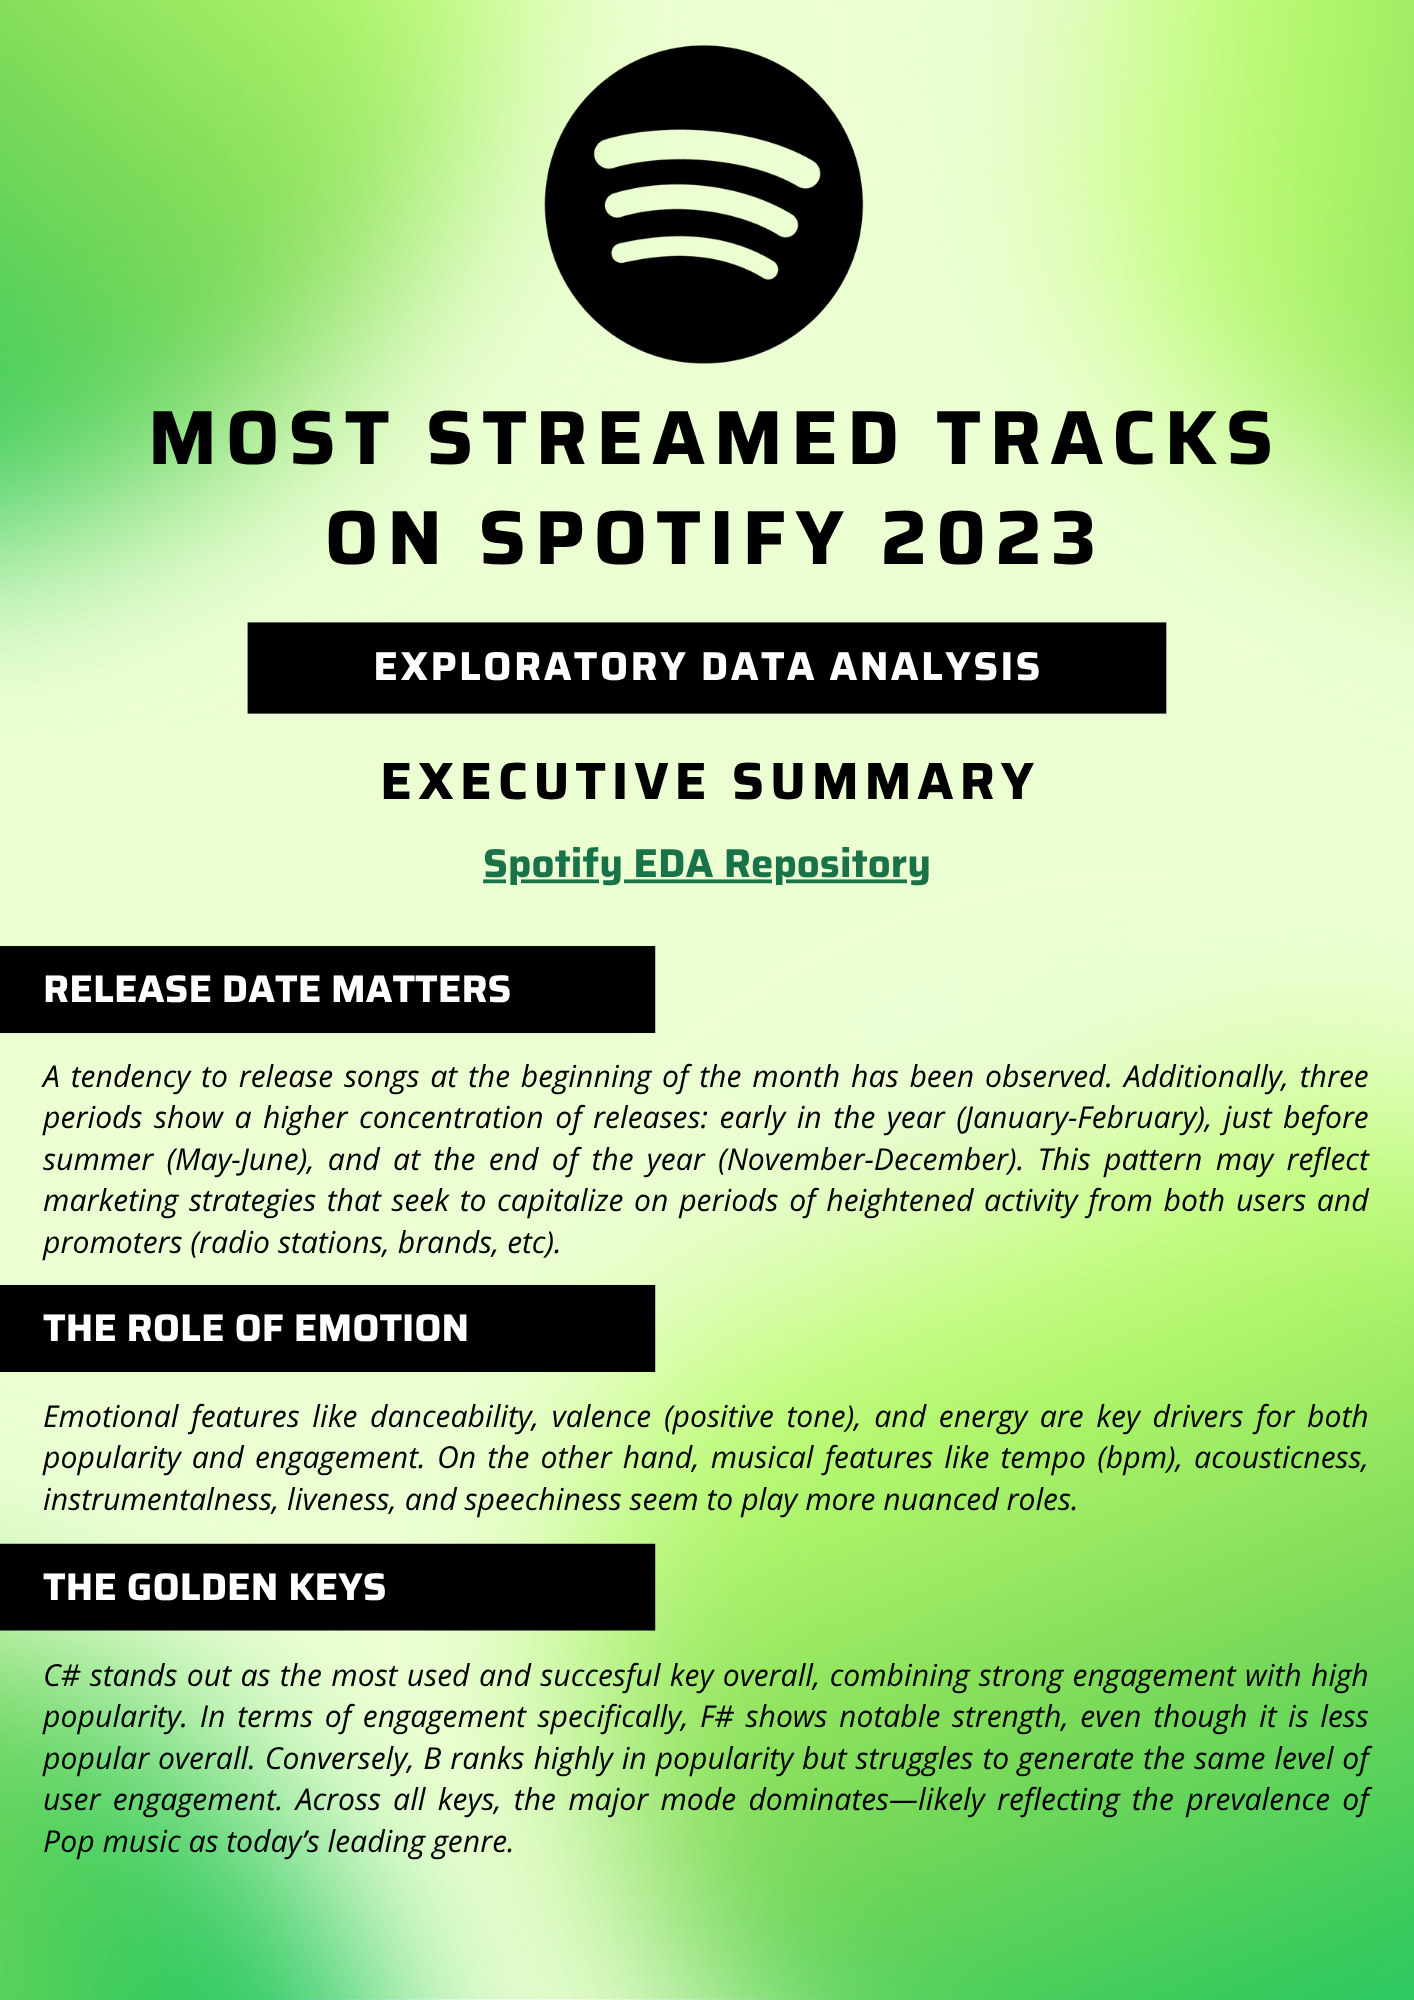 MOST STREAMED TRACKS
ON SPOTIFY 2023
EXPLORATORY DATA ANALYSIS
EXECUTIVE SUMMARY
Spotify EDA Repository
RELEASE DATE MATTERS
A tendency to release songs at the beginning of the month has been observed. Additionally, three
periods show a higher concentration of releases: early in the year (January-February), just before
summer (May-June), and at the end of the year (November-December). This pattern may reflect
marketing strategies that seek to capitalize on periods of heightened activity from both users and
promoters (radio stations, brands, etc).
THE ROLE OF EMOTION
Emotional features like danceability, valence (positive tone), and energy are key drivers for both
popularity and engagement. On the other hand, musical features like tempo (bpm), acousticness,
instrumentalness, liveness, and speechiness seem to play more nuanced roles.
THE GOLDEN KEYS
C# stands out as the most used and succesful key overall, combining strong engagement with high
popularity. In terms of engagement specifically, F# shows notable strength, even though it is less
popular overall. Conversely, B ranks highly in popularity but struggles to generate the same level of
user engagement. Across all keys, the major mode dominates—likely reflecting the prevalence of
Pop music as today’s leading genre.